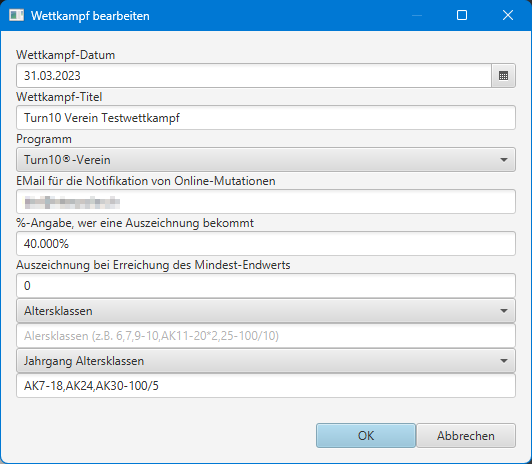 Wettkampf bearbeiten
Wettkampf-Datum
31.03.2023
Wettkampf-Titel
Turn10 Verein Testwettkampf
Programm
Turn10®-Verein
EMail für die Notifikation von Online-Mutationen
%-Angabe, wer eine Auszeichnung bekommt
40.000%
Auszeichnung bei Erreichung des Mindest-Endwerts
0
Altersklassen
Alersklassen (z.B. 6,7,9-10,AK11-20*2,25-100/10)
Jahrgang Altersklassen
AK7-18,AK24,AK30-100/5
OK Abbrechen